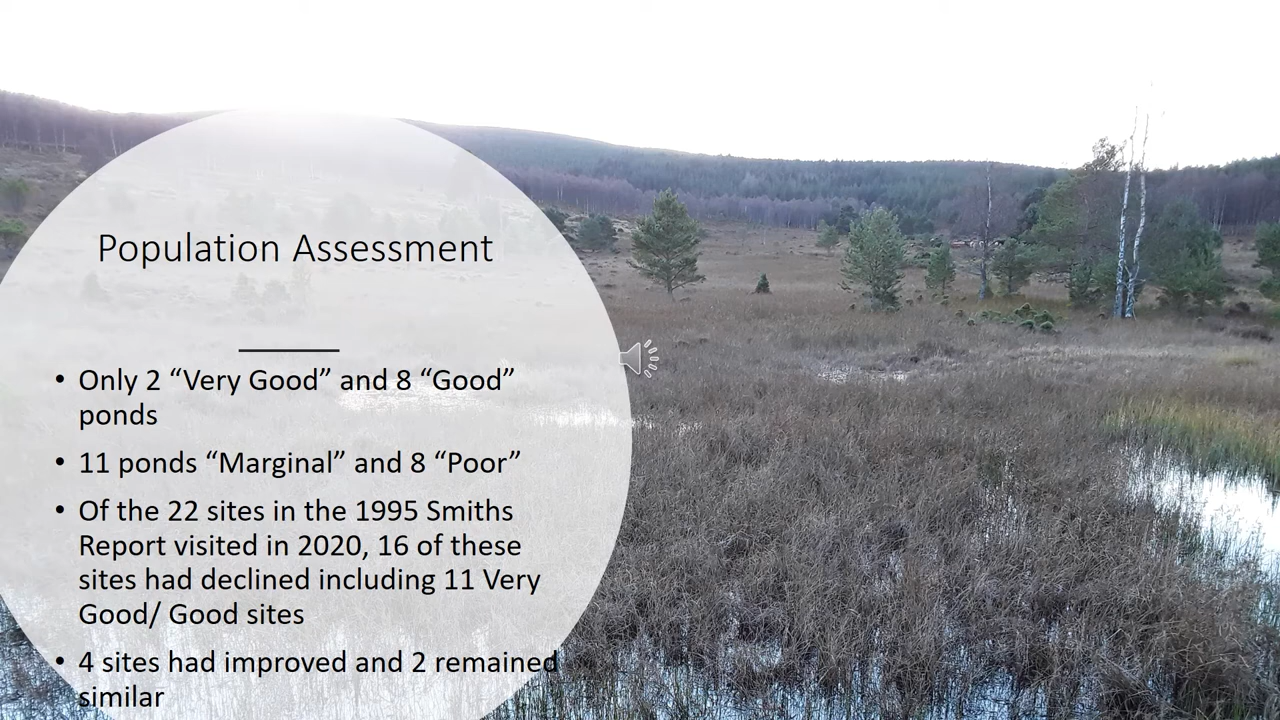 Population Assessment
• Only 2 “Very Good” and 8 “Good”
ponds
• 11 ponds “Marginal” and 8 “Poor”
• Of the 22 sites in the 1995 Smiths
Report visited in 2020, 16 of these
sites had declined including 11 Very
Good/ Good sites
• 4 sites had improved and 2 remained
similar